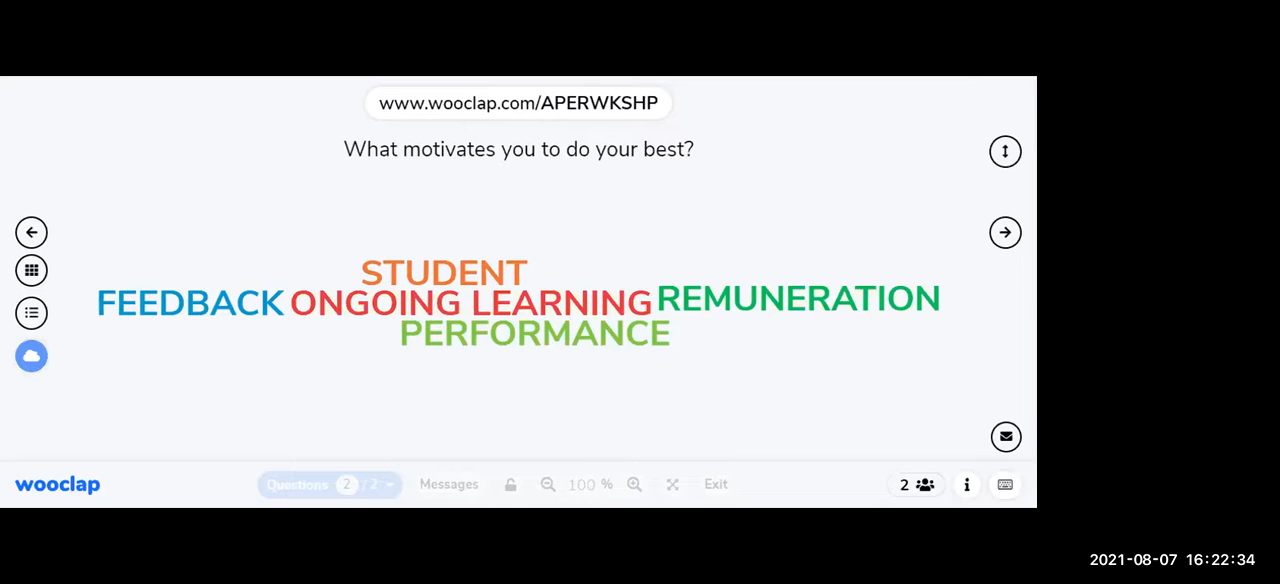 www.wooclap.com/APERWKSHP
What motivates you to do your best?
STUDENT
FEEDBACK ONGOING LEARNING REMUNERATION
PERFORMANCE
wooclap Questions 2 / 2 Messages 100 % Exit 2 i
2021-08-07 16:22:34